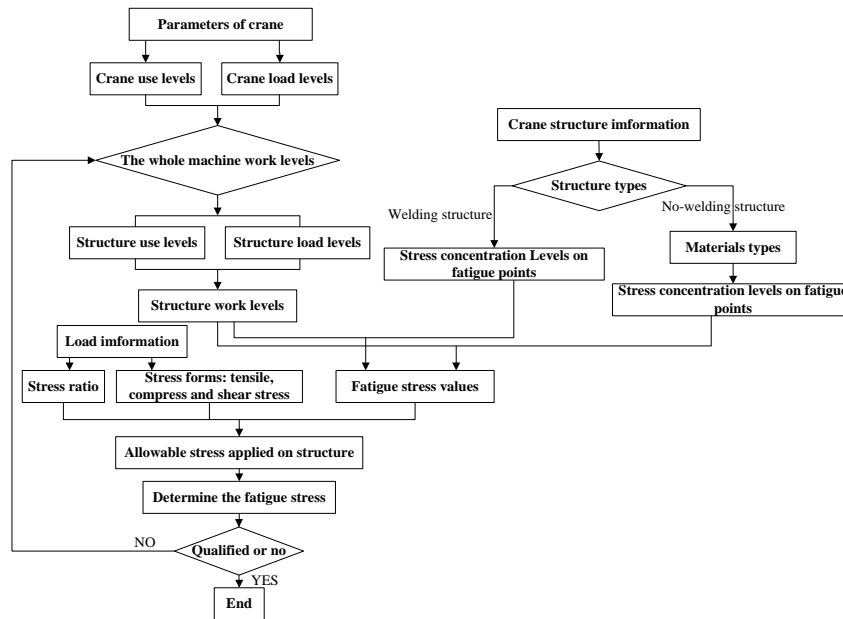 Parameters of crane
Crane use levels
Crane load levels
Crane structure imformation
The whole machine work levels
Structure types
Welding structure
No-welding structure
Structure use levels
Structure load levels
Materials types
Stress concentration Levels on
fatigue points
Stress concentration levels on fatigue
points
Structure work levels
Load imformation
Stress ratio
Stress forms: tensile,
compress and shear stress
Fatigue stress values
Allowable stress applied on structure
Determine the fatigue stress
NO
Qualified or no
YES
End